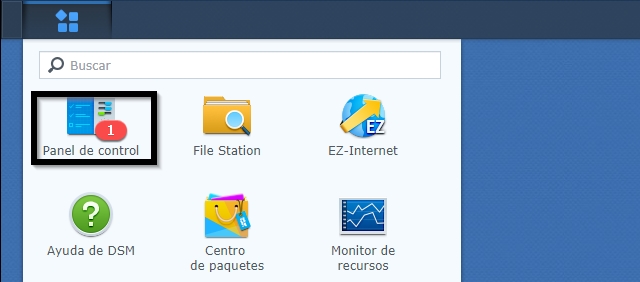 Buscar
1
Panel de control
File Station
EZ
EZ-Internet
?
Ayuda de DSM
Centro
de paquetes
Monitor de
recursos